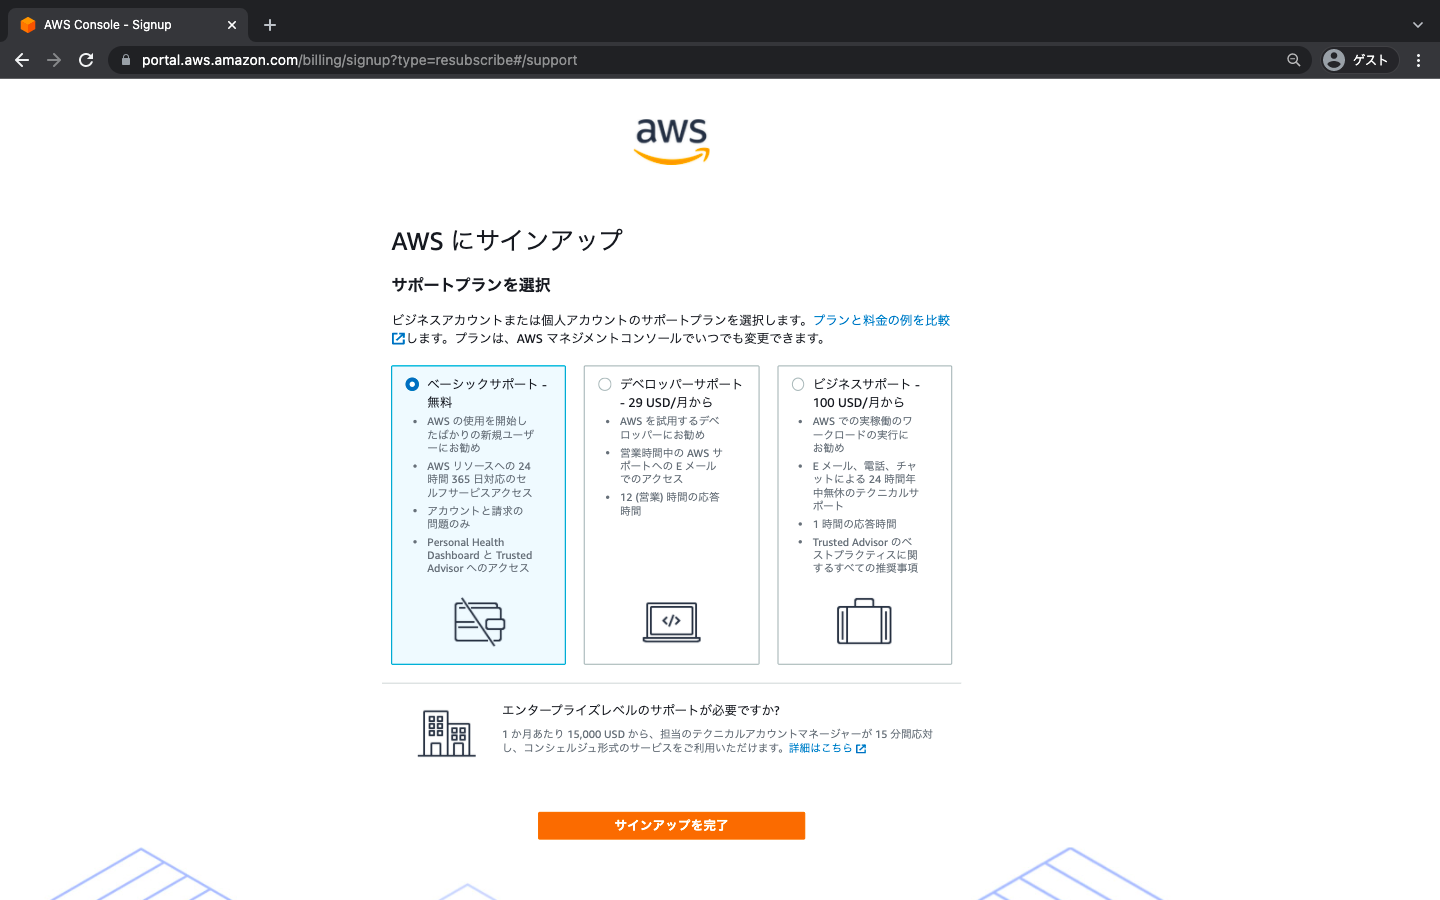 AWS Console - Signup
portal.aws.amazon.com/billing/signup?type=resubscribe#/support
ゲスト
aws
AWS にサインアップ
サポートプランを選択
ビジネスアカウントまたは個人アカウントのサポートプランを選択します。プランと料金の例を比較
します。プランは、AWS マネジメントコンソールでいつでも変更できます。
ベーシックサポート -
無料
• AWS の使用を開始し
たばかりの新規ユーザ
ーにお勧め
• AWS リソースへの 24
時間 365 日対応のセ
ルフサービスアクセス
• アカウントと請求の
問題のみ
• Personal Health
Dashboard と Trusted
Advisor へのアクセス
デベロッパーサポート
- 29 USD/月から
• AWS を試用するデベ
ロッパーにお勧め
• 営業時間中の AWS サ
ポートへの E メール
でのアクセス
• 12 (営業) 時間の応答
時間
</>
ビジネスサポート -
100 USD/月から
• AWS での実稼働のワ
ークロードの実行に
お勧め
• E メール、電話、チャ
ットによる 24 時間年
中無休のテクニカルサ
ポート
• 1 時間の応答時間
• Trusted Advisor のベ
ストプラクティスに関
するすべての推奨事項
エンタープライズレベルのサポートが必要ですか?
1 か月あたり 15,000 USD から、担当のテクニカルアカウントマネージャーが 15 分間応対
し、コンシェルジュ形式のサービスをご利用いただけます。詳細はこちら
サインアップを完了